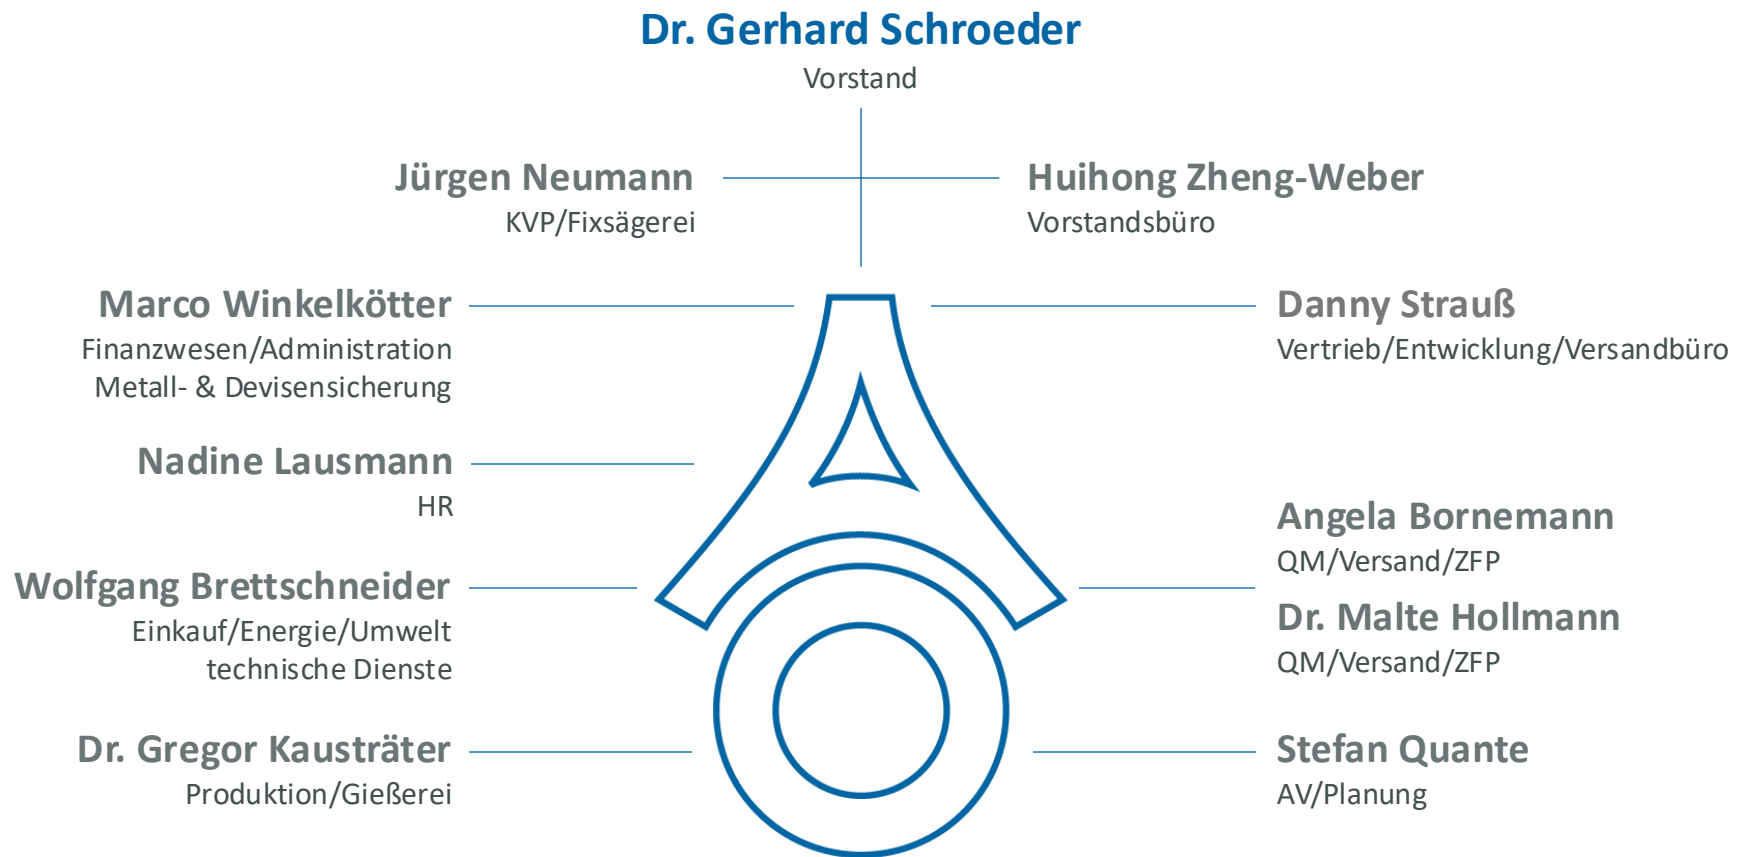 Dr. Gerhard Schroeder
Vorstand
Jürgen Neumann
KVP/Fixsägerei
Huihong Zheng-Weber
Vorstandsbüro
Marco Winkelkötter
Finanzwesen/Administration
Metall- & Devisensicherung
Danny Strauß
Vertrieb/Entwicklung/Versandbüro
Nadine Lausmann
HR
Angela Bornemann
QM/Versand/ZFP
Wolfgang Brettschneider
Einkauf/Energie/Umwelt
technische Dienste
Dr. Malte Hollmann
QM/Versand/ZFP
Dr. Gregor Kausträter
Produktion/Gießerei
Stefan Quante
AV/Planung